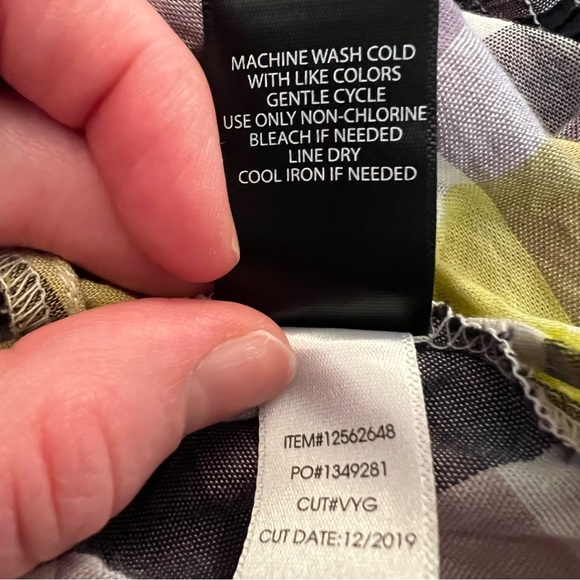 MACHINE WASH COLD
WITH LIKE COLORS
GENTLE CYCLE
USE ONLY NON-CHLORINE
BLEACH IF NEEDED
LINE DRY
COOL IRON IF NEEDED
ITEM#12562648
PO#1349281
CUT#VYG
CUT DATE:12/2019